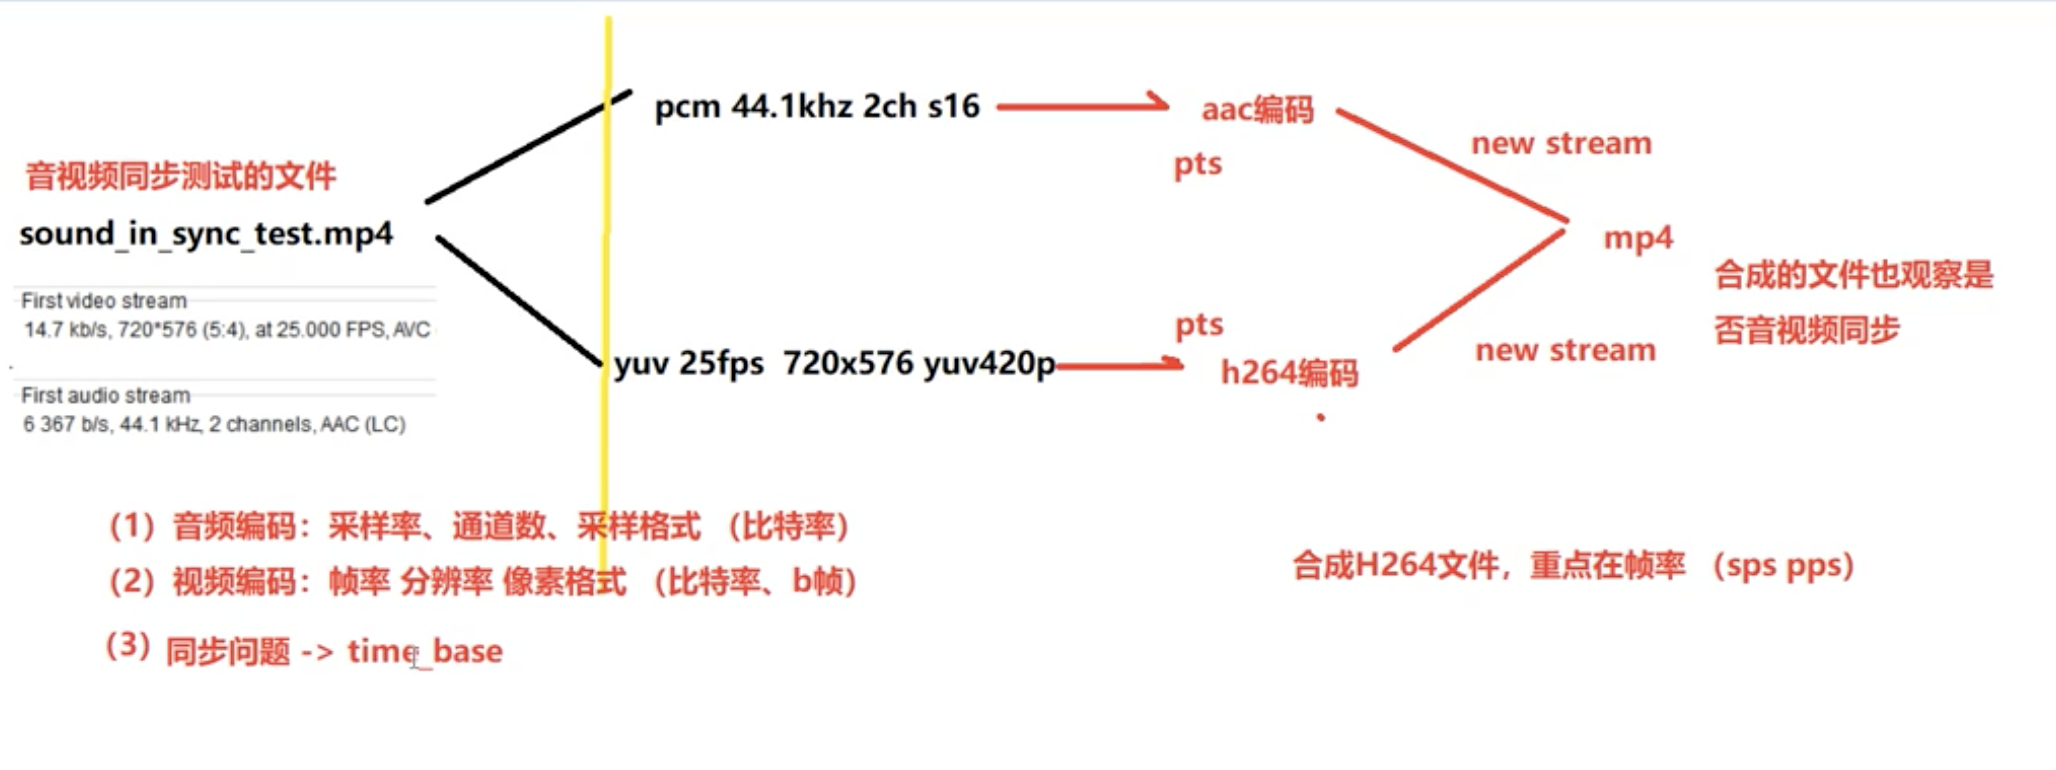 pcm 44.1khz 2ch s16
aac编码
pts
new stream
音视频同步测试的文件
sound_in_sync_test.mp4
mp4
合成的文件也观察是
否音视频同步
First video stream
14.7 kb/s, 720*576 (5:4), at 25.000 FPS, AVC
pts
yuv 25fps 720x576 yuv420p
h264编码
new stream
First audio stream
6 367 b/s, 44.1 kHz, 2 channels, AAC (LC)
(1) 音频编码：采样率、通道数、采样格式 （比特率）
(2) 视频编码：帧率 分辨率 像素格式 （比特率、b帧）
合成H264文件，重点在帧率 （sps pps）
(3) 同步问题 -> time_base